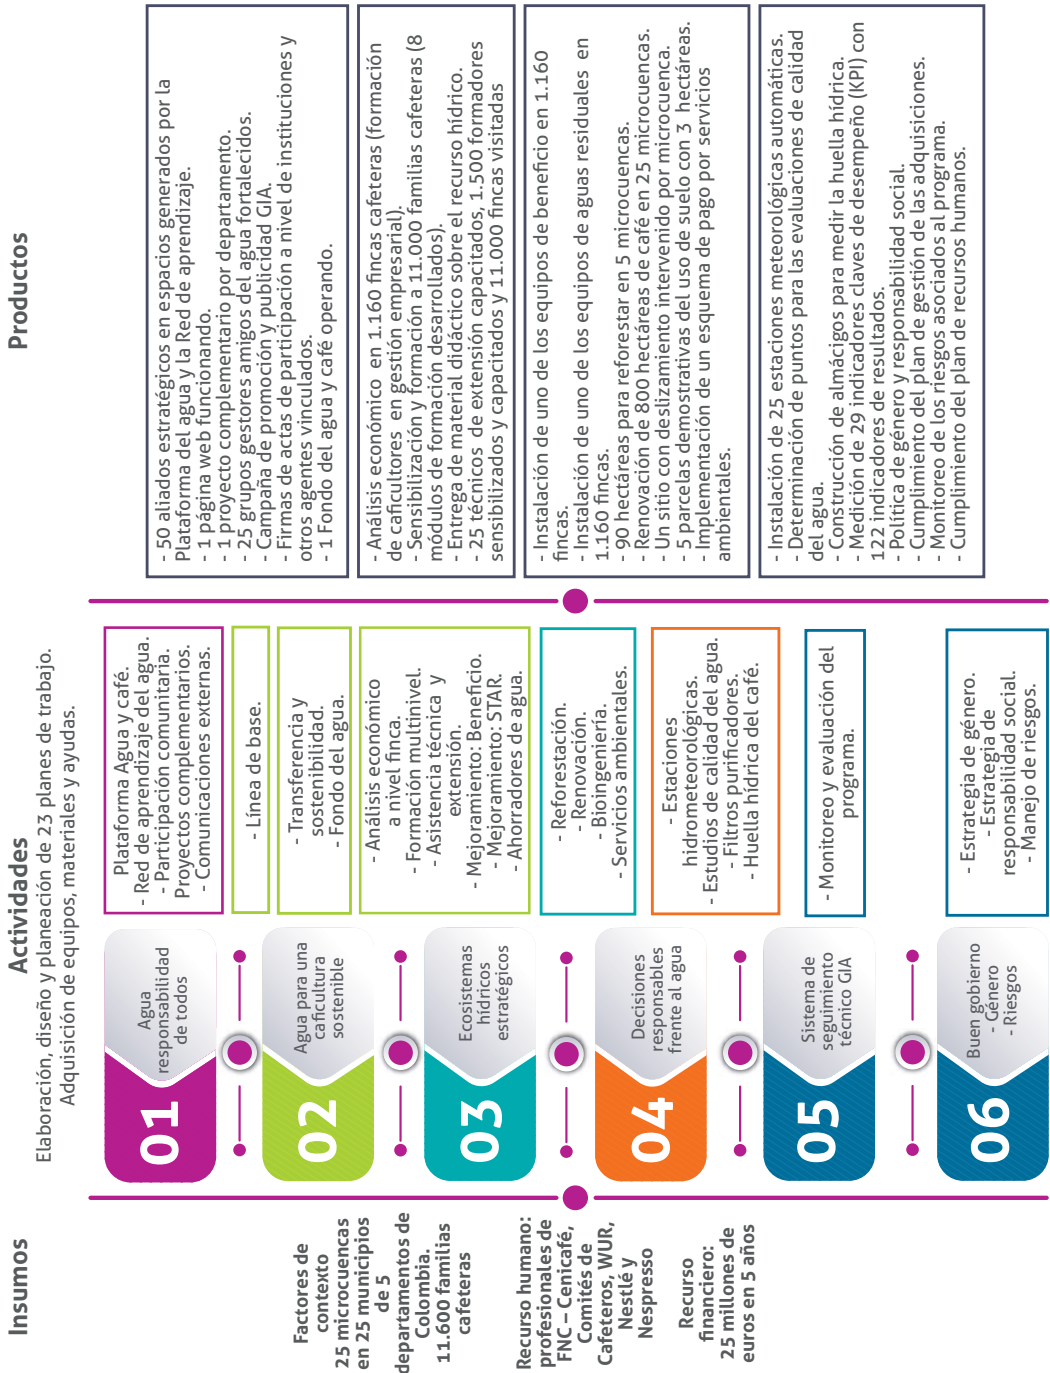 Insumos
Factores de
contexto
25 microcuencas
en 25 municipios
de 5
departamentos de
Colombia.
11.600 familias
cafeteras
Recurso humano:
profesionales de
FNC – Cenicafé,
Comités de
Cafeteros, WUR,
Nestlé y
Nespresso
Recurso
financiero:
25 millones de
euros en 5 años
Actividades
Elaboración, diseño y planeación de 23 planes de trabajo.
Adquisición de equipos, materiales y ayudas.
01
Agua
responsabilidad
de todos
Plataforma Agua y café.
- Red de aprendizaje del agua.
- Participación comunitaria.
Proyectos complementarios.
- Comunicaciones externas.
02
Agua para una
caficultura
sostenible
- Línea de base.
- Transferencia y
sostenibilidad.
- Fondo del agua.
- Análisis económico
a nivel finca.
- Formación multinivel.
- Asistencia técnica y
extensión.
- Mejoramiento: Beneficio.
- Mejoramiento: STAR.
- Ahorradores de agua.
03
Ecosistemas
hídricos
estratégicos
- Reforestación.
- Renovación.
- Bioingeniería.
- Servicios ambientales.
04
Decisiones
responsables
frente al agua
- Estaciones
hidrometeorológicas.
- Estudios de calidad del agua.
- Filtros purificadores.
- Huella hídrica del café.
05
Sistema de
seguimiento
técnico GIA
- Monitoreo y evaluación del
programa.
06
Buen gobierno
- Género
- Riesgos
- Estrategia de género.
- Estrategia de
responsabilidad social.
- Manejo de riesgos.
Productos
- 50 aliados estratégicos en espacios generados por la
Plataforma del agua y la Red de aprendizaje.
- 1 página web funcionando.
- 1 proyecto complementario por departamento.
- 25 grupos gestores amigos del agua fortalecidos.
- Campaña de promoción y publicidad GIA.
- Firmas de actas de participación a nivel de instituciones y
otros agentes vinculados.
- 1 Fondo del agua y café operando.
- Análisis económico en 1.160 fincas cafeteras (formación
de caficultores en gestión empresarial).
- Sensibilización y formación a 11.000 familias cafeteras (8
módulos de formación desarrollados).
- Entrega de material didáctico sobre el recurso hídrico.
- 25 técnicos de extensión capacitados, 1.500 formadores
sensibilizados y capacitados y 11.000 fincas visitadas
- Instalación de uno de los equipos de beneficio en 1.160
fincas.
- Instalación de uno de los equipos de aguas residuales en
1.160 fincas.
- 90 hectáreas para reforestar en 5 microcuencas.
- Renovación de 800 hectáreas de café en 25 microcuencas.
- Un sitio con deslizamiento intervenido por microcuenca.
- 5 parcelas demostrativas del uso de suelo con 3 hectáreas.
- Implementación de un esquema de pago por servicios
ambientales.
- Instalación de 25 estaciones meteorológicas automáticas.
- Determinación de puntos para las evaluaciones de calidad
del agua.
- Construcción de almácigos para medir la huella hídrica.
- Medición de 29 indicadores claves de desempeño (KPI) con
122 indicadores de resultados.
- Política de género y responsabilidad social.
- Cumplimiento del plan de gestión de las adquisiciones.
- Monitoreo de los riesgos asociados al programa.
- Cumplimiento del plan de recursos humanos.